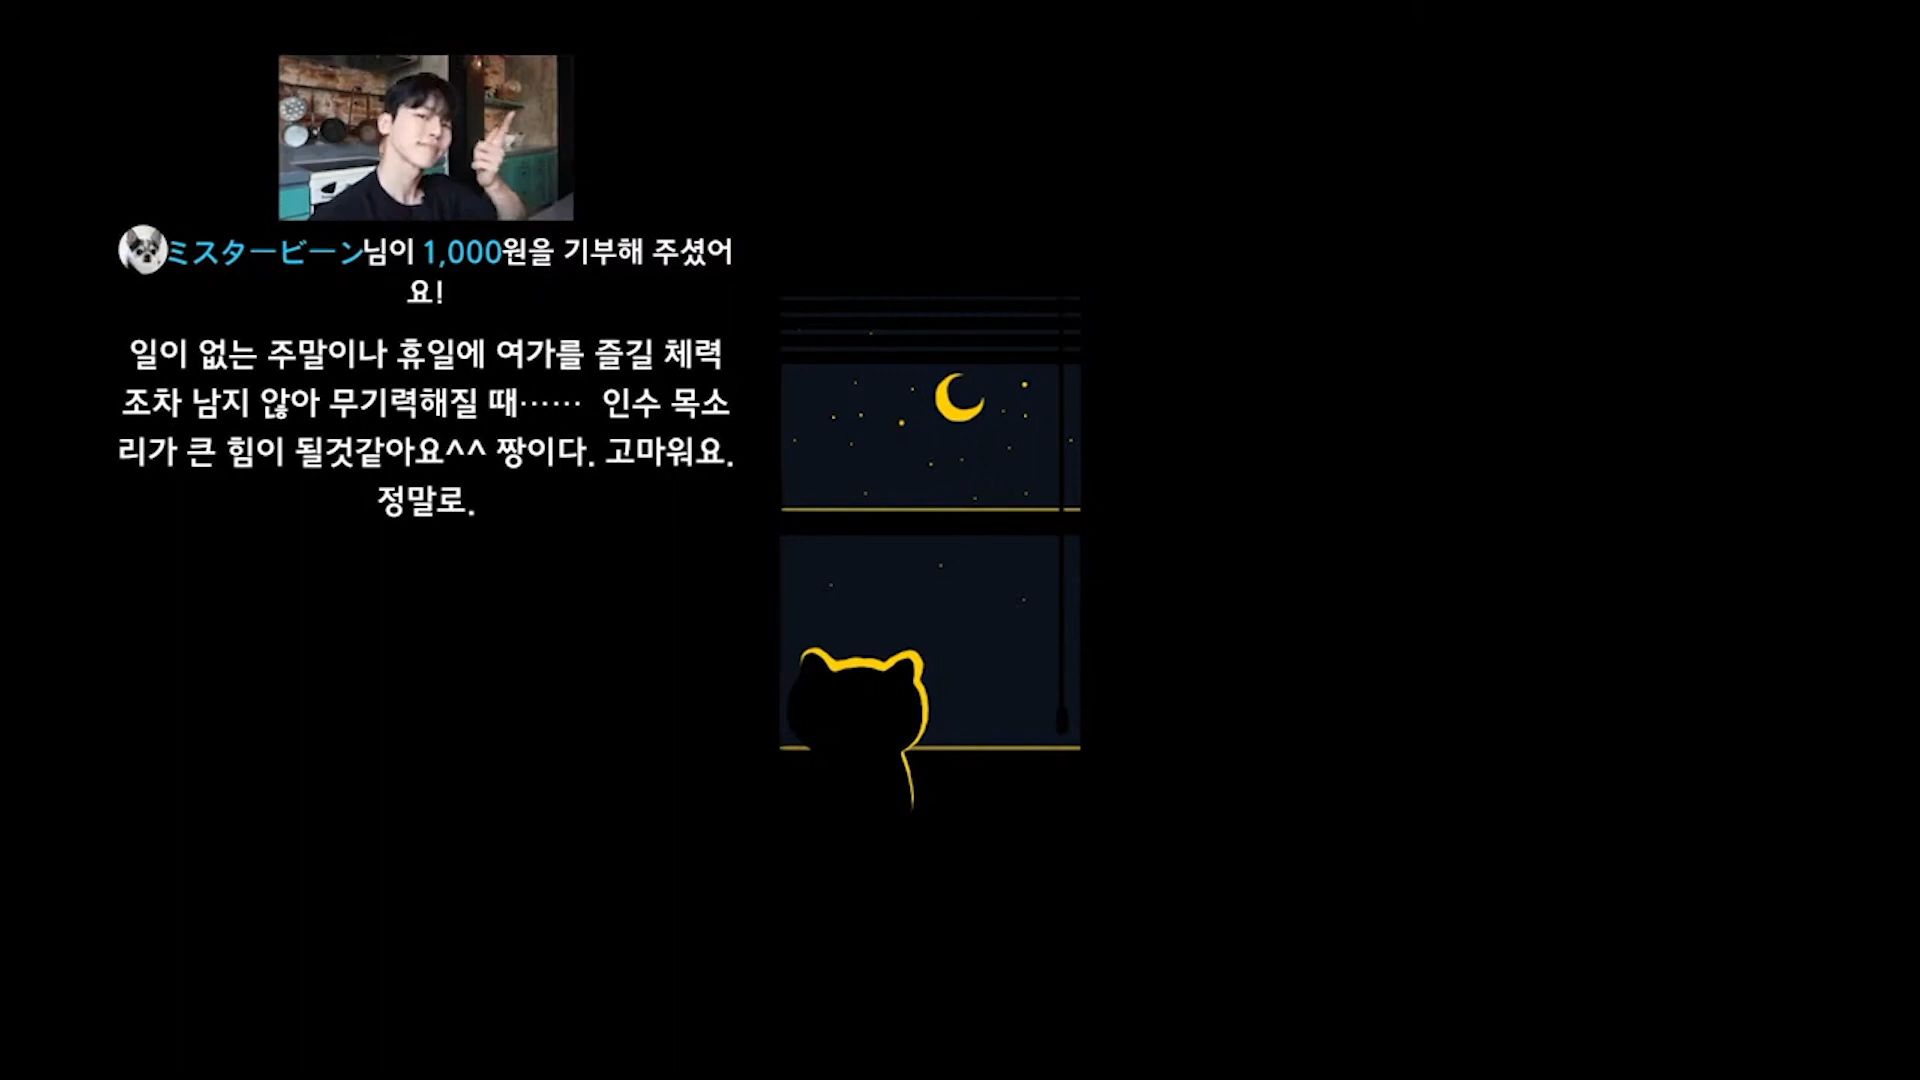 ミスタービーン님이 1,000원을 기부해 주셨어
요!
일이 없는 주말이나 휴일에 여가를 즐길 체력
조차 남지 않아 무기력해질 때…… 인수 목소
리가 큰 힘이 될것같아요^^ 짱이다. 고마워요.
정말로.